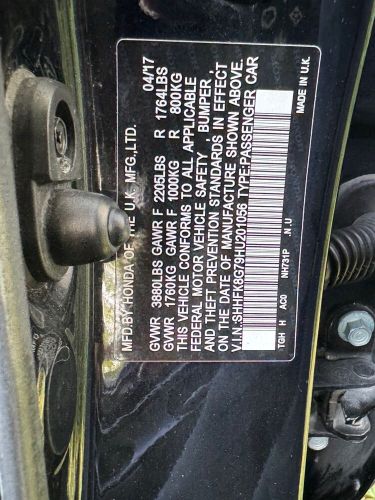 MFD.BY HONDA OF THE U.K. MFG.,LTD. 04/17
GVWR 3880LBS GAWR F 2205LBS R 1764LBS
GVWR 1760KG GAWR F 1000KG R 800KG
THIS VEHICLE CONFORMS TO ALL APPLICABLE
FEDERAL MOTOR VEHICLE SAFETY , BUMPER,
AND THEFT PREVENTION STANDARDS IN EFFECT
ON THE DATE OF MANUFACTURE SHOWN ABOVE.
V.I.N.:SHHFK8G79HU201056 TYPE:PASSENGER CAR
TGH H AC0 NH731P .N.U MADE IN U.K.